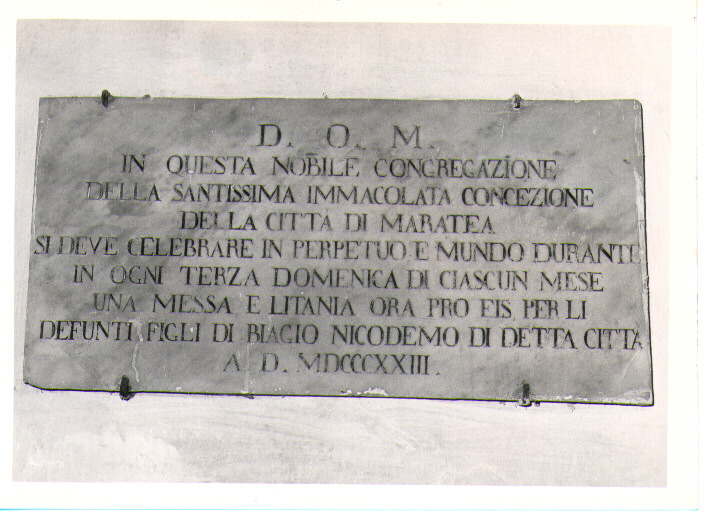 D. O. M.
IN QUESTA NOBILE CONGREGAZIONE
DELLA SANTISSIMA IMMACOLATA CONCEZIONE
DELLA CITTÀ DI MARATEA
SI DEVE CELEBRARE IN PERPETUO E MUNDO DURANTE
IN OGNI TERZA DOMENICA DI CIASCUN MESE
UNA MESSA, E LITANIA ORA PRO EIS, PER LI
DEFUNTI FIGLI DI BIAGIO NICODEMO DI DETTA CITTÀ
A D. MDCCCXXIII.